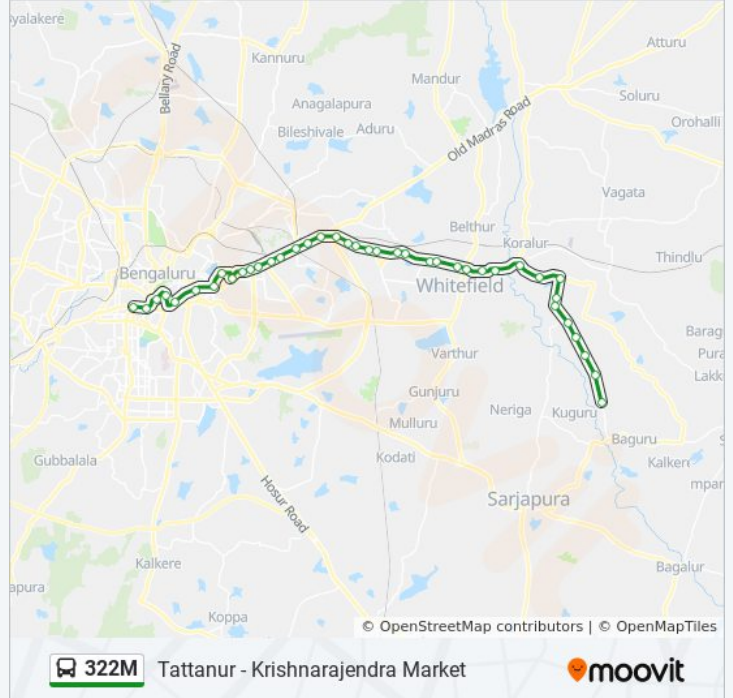 yalakere
Atturu
Kannuru
Bellary Road
Mandur
Soluru
Anagalapura
Orohalli
Bileshivale
Aduru
Old Madras Road
Vagata
Belthur
Koralur
Thindlu
Bengaluru
Whitefield
Barag
Varthur
Pura
Lakk
Gunjuru
Neriga
Kuguru
Mulluru
Baguru
S
Gubbalala
Kodati
Kalker
mpar
Hosur Road
Sarjapura
Kalkere
Bagalur
apura
Koppa
© OpenStreetMap contributors | © OpenMapTiles
322M Tattanur - Krishnarajendra Market
moovit